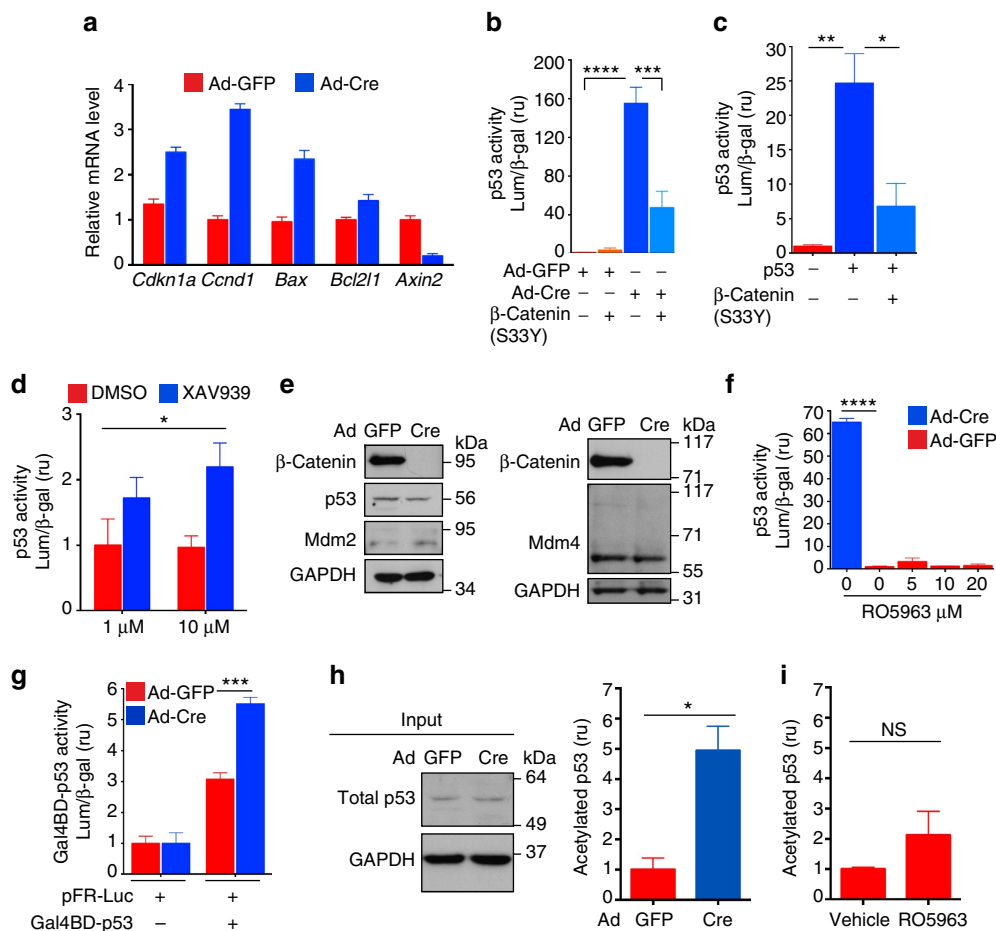 a
Ad-GFP Ad-Cre
Relative mRNA level
4
3
2
1
0
Cdkn1a Ccnd1 Bax Bcl2l1 Axin2
b
**** ***
p53 activity
Lum/β-gal (ru)
200
160
120
80
40
0
Ad-GFP + + – –
Ad-Cre – – + +
β-Catenin – + – +
(S33Y)
c
** *
p53 activity
Lum/β-gal (ru)
30
25
20
15
10
5
0
p53 – + +
β-Catenin – – +
(S33Y)
d
DMSO XAV939
*
p53 activity
Lum/β-gal (ru)
3
2
1
0
1 μM 10 μM
e
Ad GFP Cre kDa
β-Catenin 95
p53 56
Mdm2 95
GAPDH 34
Ad GFP Cre kDa
117
β-Catenin 71
117
71
Mdm4
55
GAPDH 31
f
****
Ad-Cre
Ad-GFP
p53 activity
Lum/β-gal (ru)
70
60
50
40
30
20
10
0
0 0 5 10 20
RO5963 μM
g
Ad-GFP
Ad-Cre
***
Gal4BD-p53 activity
Lum/β-gal (ru)
6
5
4
3
2
1
0
pFR-Luc + +
Gal4BD-p53 – +
h
Input
Ad GFP Cre kDa
64
Total p53
49
37
GAPDH
*
Acetylated p53 (ru)
7
6
5
4
3
2
1
0
Ad GFP Cre
i
NS
Acetylated p53 (ru)
7
6
5
4
3
2
1
0
Vehicle RO5963